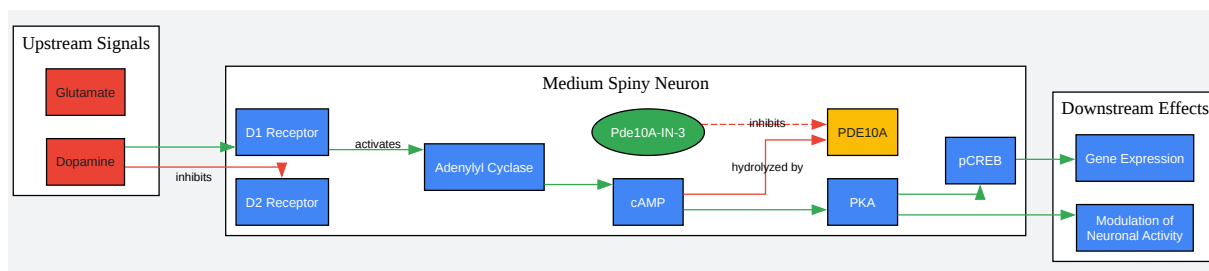 Upstream Signals
Glutamate
Dopamine
inhibits
Medium Spiny Neuron
D1 Receptor
D2 Receptor
activates
Adenylyl Cyclase
Pde10A-IN-3
inhibits
PDE10A
hydrolyzed by
cAMP
PKA
pCREB
Downstream Effects
Gene Expression
Modulation of
Neuronal Activity